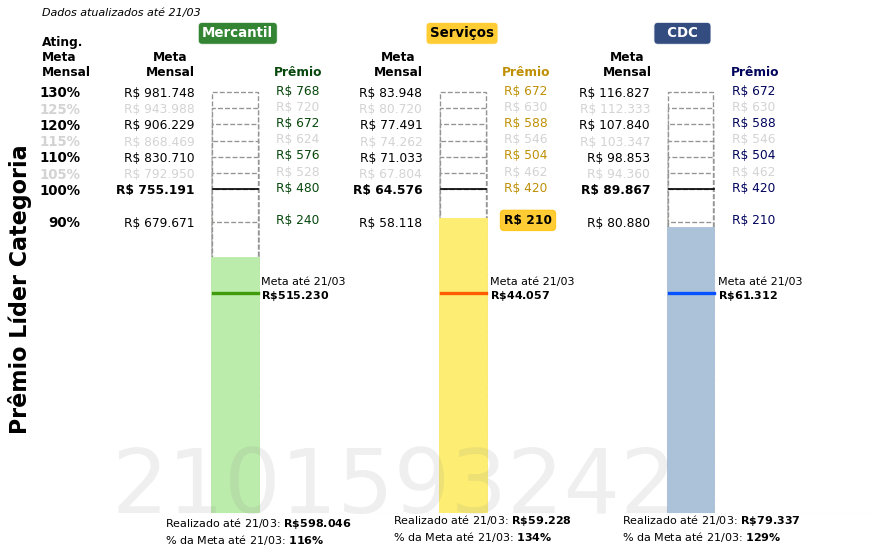 Dados atualizados até 21/03
Mercantil Serviços CDC
Ating. Meta Mensal Meta Mensal Prêmio Meta Mensal Prêmio Meta Mensal Prêmio
130% R$ 981.748 R$ 768 R$ 83.948 R$ 672 R$ 116.827 R$ 672
125% R$ 943.988 R$ 720 R$ 80.720 R$ 630 R$ 112.333 R$ 630
120% R$ 906.229 R$ 672 R$ 77.491 R$ 588 R$ 107.840 R$ 588
115% R$ 868.469 R$ 624 R$ 74.262 R$ 546 R$ 103.347 R$ 546
110% R$ 830.710 R$ 576 R$ 71.033 R$ 504 R$ 98.853 R$ 504
105% R$ 792.950 R$ 528 R$ 67.804 R$ 462 R$ 94.360 R$ 462
100% R$ 755.191 R$ 480 R$ 64.576 R$ 420 R$ 89.867 R$ 420
90% R$ 679.671 R$ 240 R$ 58.118 R$ 210 R$ 80.880 R$ 210
Meta até 21/03 Meta até 21/03 Meta até 21/03
R$515.230 R$44.057 R$61.312
Prêmio Líder Categoria
2101593242
Realizado até 21/03: R$598.046 Realizado até 21/03: R$59.228 Realizado até 21/03: R$79.337
% da Meta até 21/03: 116% % da Meta até 21/03: 134% % da Meta até 21/03: 129%